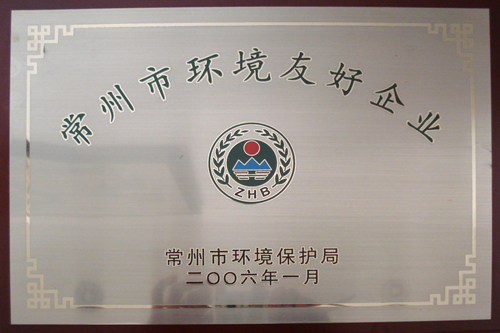 常州市环境友好企业
ZHB
常州市环境保护局
二〇〇六年一月